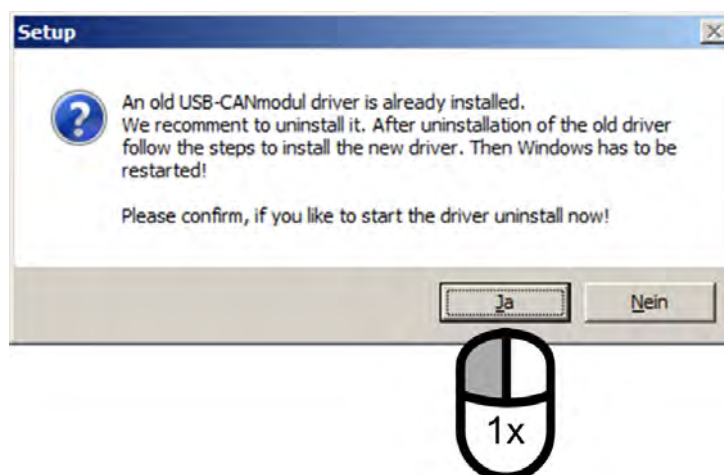 Setup
An old USB-CANmodul driver is already installed.
We recomment to uninstall it. After uninstallation of the old driver
follow the steps to install the new driver. Then Windows has to be
restarted!
Please confirm, if you like to start the driver uninstall now!
Ja
Nein
1x